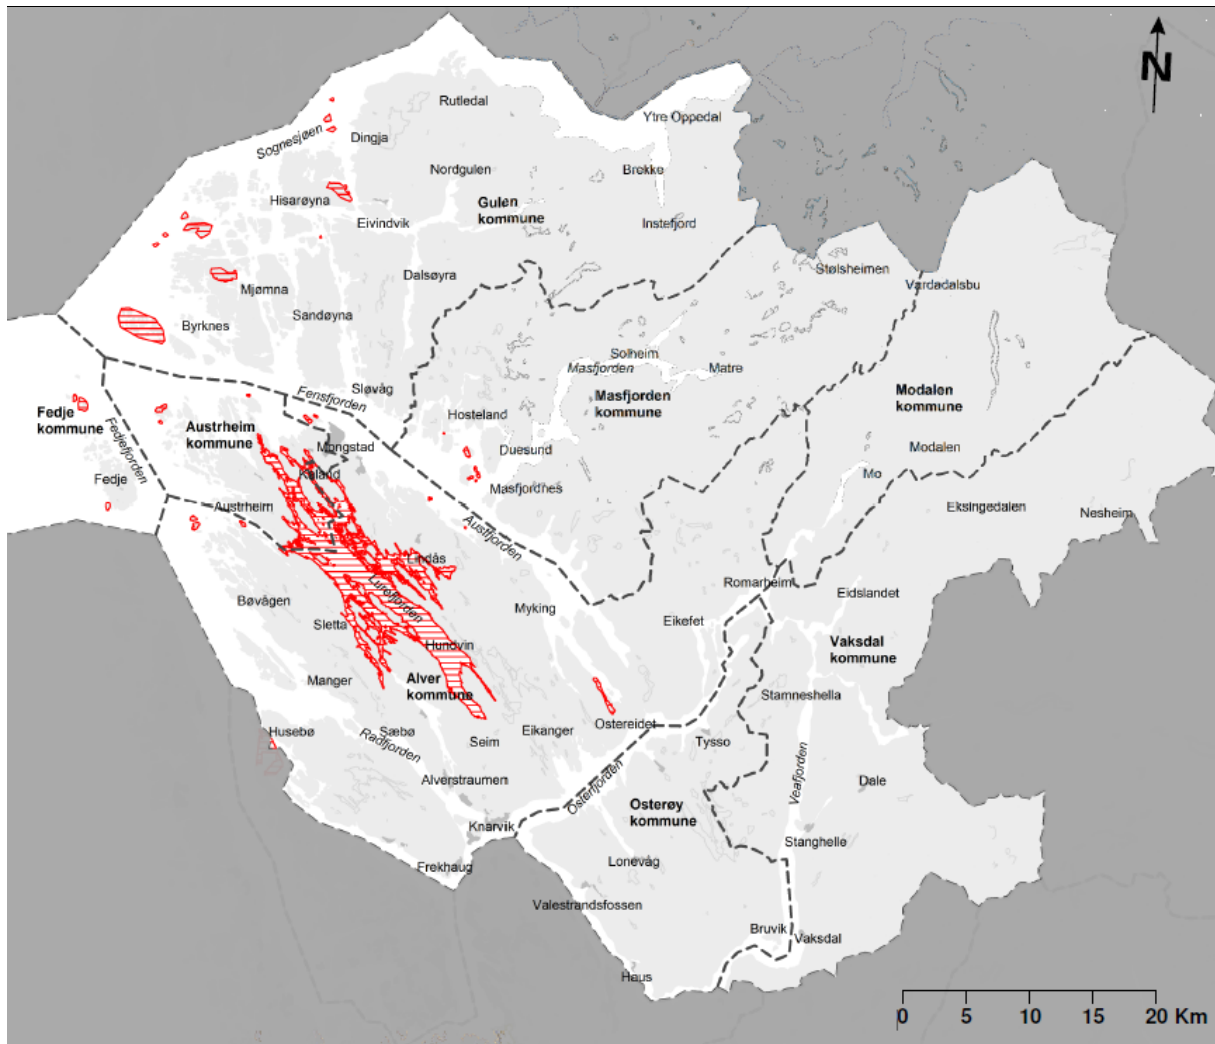 N
Rutledal
Ytre Oppedal
Dingja
Sognesjøen
Nordgulen
Brekke
Hisarøyna
Gulen
kommune
Eivindvik
Instefjord
Stølsheimen
Dalsøyra
Vardadalsbu
Mjømna
Sandøyna
Byrknes
Solheim
Masfjorden
Matre
Sløvåg
Fensfjorden
Modalen
kommune
Masfjorden
kommune
Fedje
kommune
Austrheim
kommune
Hosteland
Fedjefjorden
Mongstad
Duesund
Modalen
Kaland
Mo
Fedje
Masfjordnes
Austrheim
Eksingedalen
Nesheim
Austfjorden
Lindås
Lurefjorden
Romarheim
Eidslandet
Bøvågen
Myking
Sletta
Eikefet
Vaksdal
kommune
Hundvin
Manger
Alver
kommune
Stamneshella
Husebø
Sæbø
Radfjorden
Seim
Eikanger
Ostereidet
Tysso
Alverstraumen
Osterfjorden
Veafjorden
Dale
Osterøy
kommune
Knarvik
Stanghelle
Frekhaug
Lonevåg
Valestrandsfossen
Bruvik
Vaksdal
Haus
0 5 10 15 20 Km